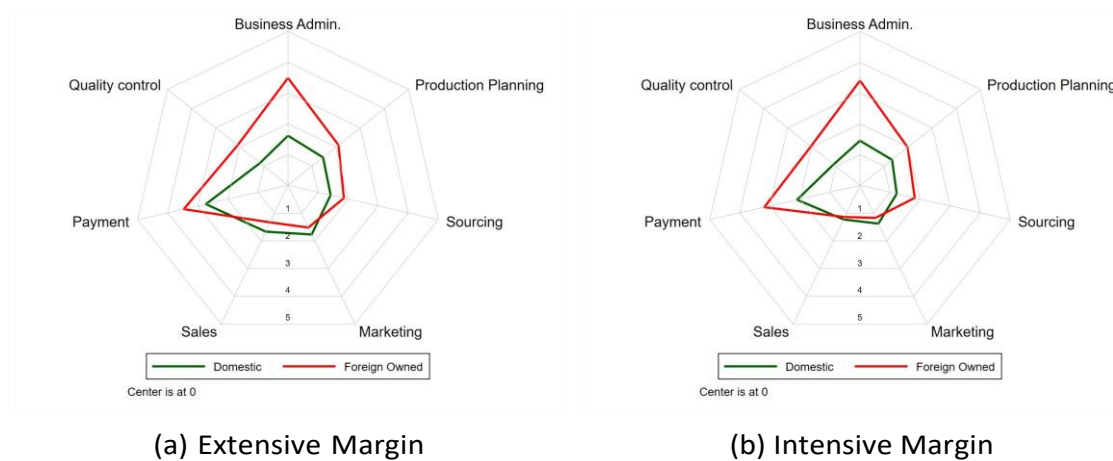 Business Admin.
Quality control
Production Planning
Payment
Sourcing
1
2
3
4
5
Sales
Marketing
Domestic Foreign Owned
Center is at 0
(a) Extensive Margin
Business Admin.
Quality control
Production Planning
Payment
Sourcing
1
2
3
4
5
Sales
Marketing
Domestic Foreign Owned
Center is at 0
(b) Intensive Margin